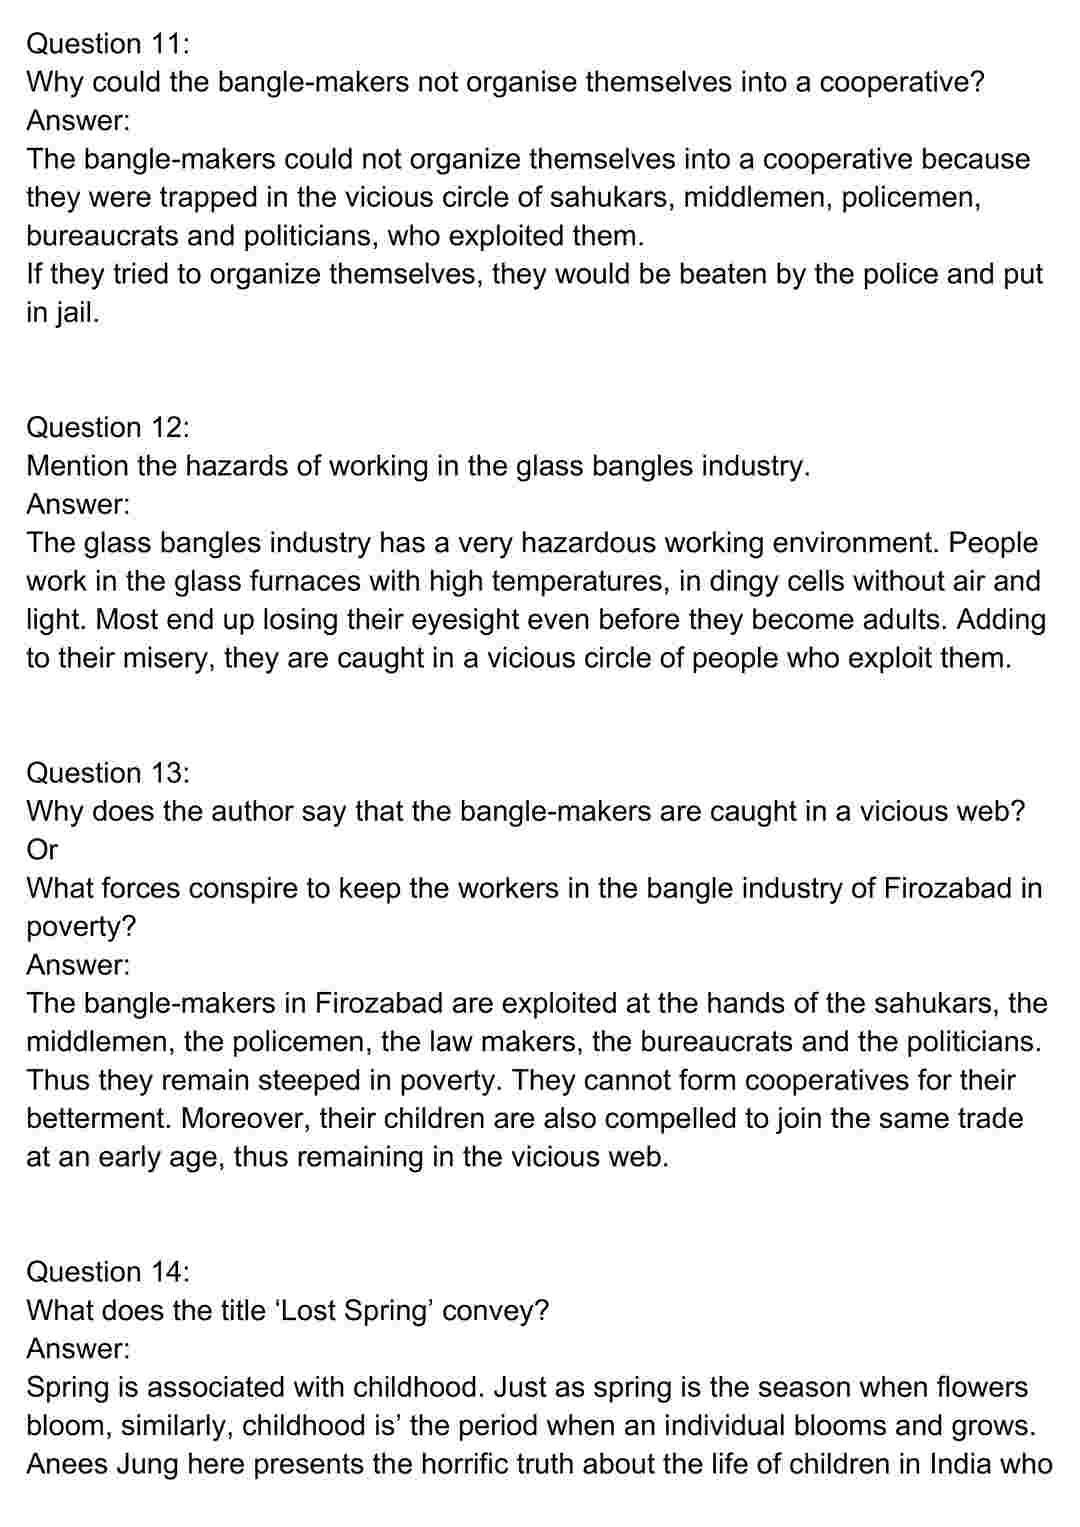 Question 11:
Why could the bangle-makers not organise themselves into a cooperative?
Answer:
The bangle-makers could not organize themselves into a cooperative because
they were trapped in the vicious circle of sahukars, middlemen, policemen,
bureaucrats and politicians, who exploited them.
If they tried to organize themselves, they would be beaten by the police and put
in jail.
Question 12:
Mention the hazards of working in the glass bangles industry.
Answer:
The glass bangles industry has a very hazardous working environment. People
work in the glass furnaces with high temperatures, in dingy cells without air and
light. Most end up losing their eyesight even before they become adults. Adding
to their misery, they are caught in a vicious circle of people who exploit them.
Question 13:
Why does the author say that the bangle-makers are caught in a vicious web?
Or
What forces conspire to keep the workers in the bangle industry of Firozabad in
poverty?
Answer:
The bangle-makers in Firozabad are exploited at the hands of the sahukars, the
middlemen, the policemen, the law makers, the bureaucrats and the politicians.
Thus they remain steeped in poverty. They cannot form cooperatives for their
betterment. Moreover, their children are also compelled to join the same trade
at an early age, thus remaining in the vicious web.
Question 14:
What does the title ‘Lost Spring’ convey?
Answer:
Spring is associated with childhood. Just as spring is the season when flowers
bloom, similarly, childhood is’ the period when an individual blooms and grows.
Anees Jung here presents the horrific truth about the life of children in India who